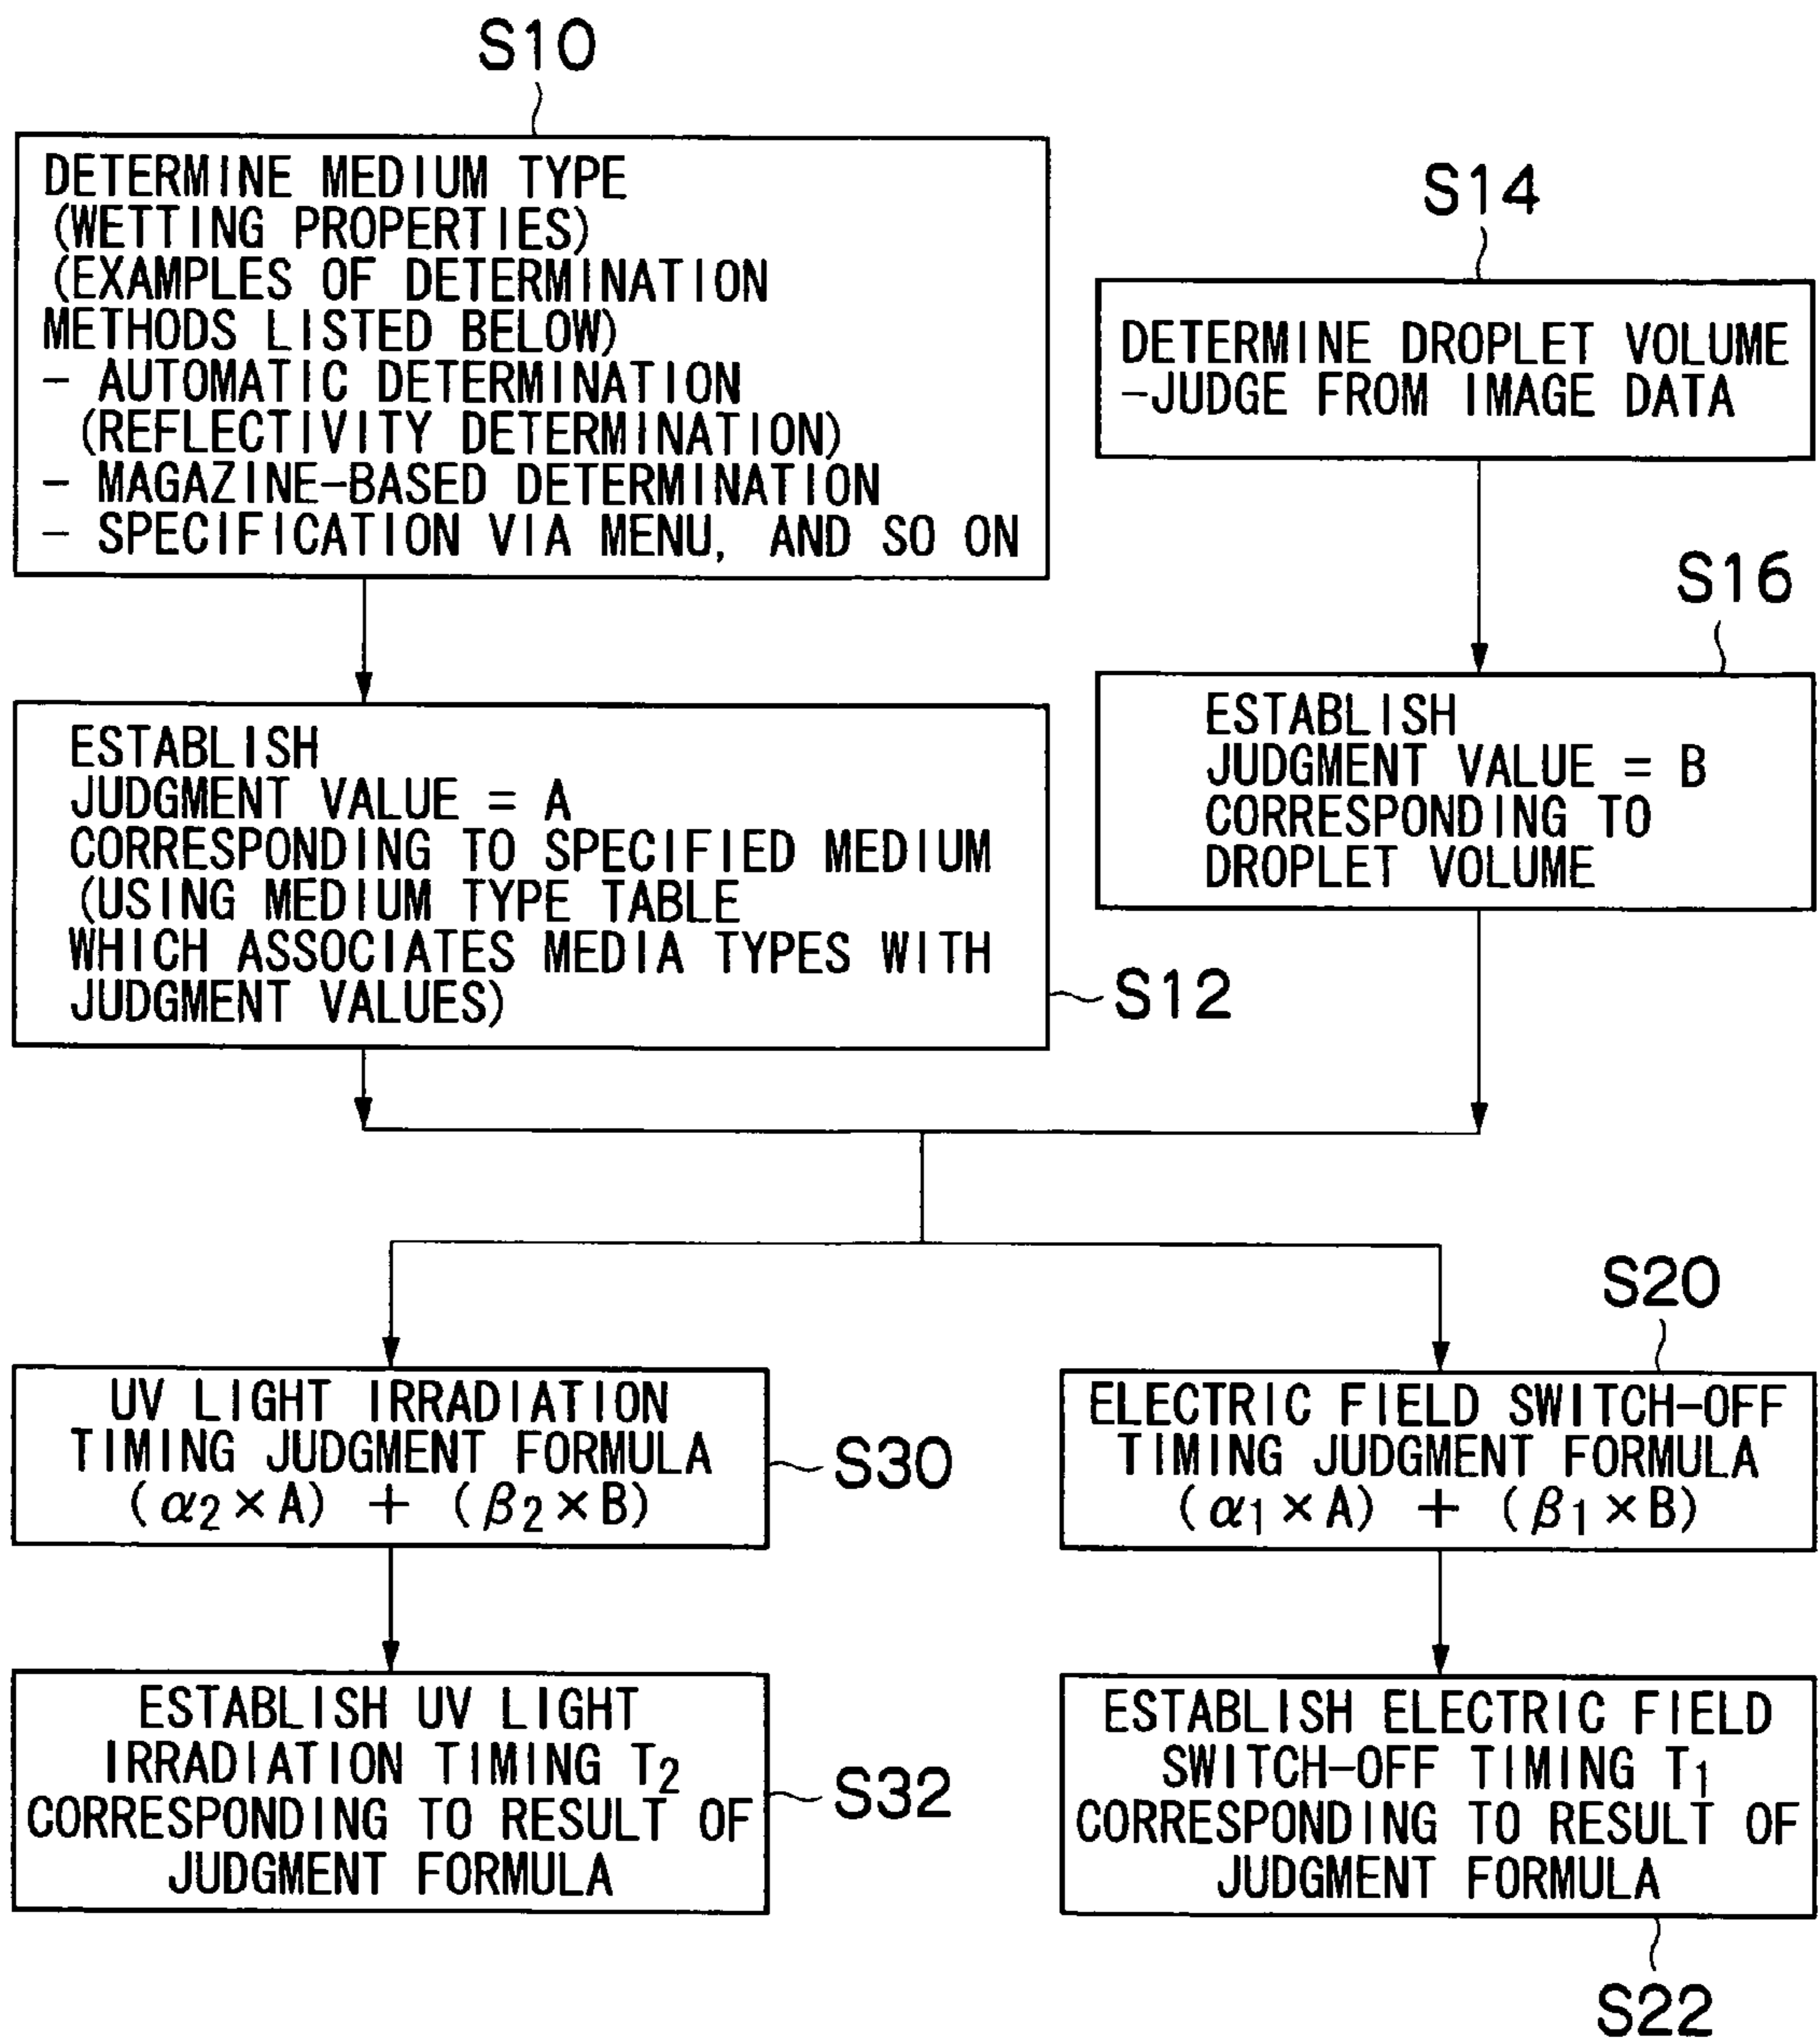 S10
DETERMINE MEDIUM TYPE
(WETTING PROPERTIES)
(EXAMPLES OF DETERMINATION
METHODS LISTED BELOW)
- AUTOMATIC DETERMINATION
(REFLECTIVITY DETERMINATION)
- MAGAZINE-BASED DETERMINATION
- SPECIFICATION VIA MENU, AND SO ON
S14
DETERMINE DROPLET VOLUME
-JUDGE FROM IMAGE DATA
ESTABLISH
JUDGMENT VALUE = A
CORRESPONDING TO SPECIFIED MEDIUM
(USING MEDIUM TYPE TABLE
WHICH ASSOCIATES MEDIA TYPES WITH
JUDGMENT VALUES)
S12
S16
ESTABLISH
JUDGMENT VALUE = B
CORRESPONDING TO
DROPLET VOLUME
UV LIGHT IRRADIATION
TIMING JUDGMENT FORMULA
(α2×A) + (β2×B)
S30
S20
ELECTRIC FIELD SWITCH-OFF
TIMING JUDGMENT FORMULA
(α1×A) + (β1×B)
ESTABLISH UV LIGHT
IRRADIATION TIMING T2
CORRESPONDING TO RESULT OF
JUDGMENT FORMULA
S32
ESTABLISH ELECTRIC FIELD
SWITCH-OFF TIMING T1
CORRESPONDING TO RESULT OF
JUDGMENT FORMULA
S22